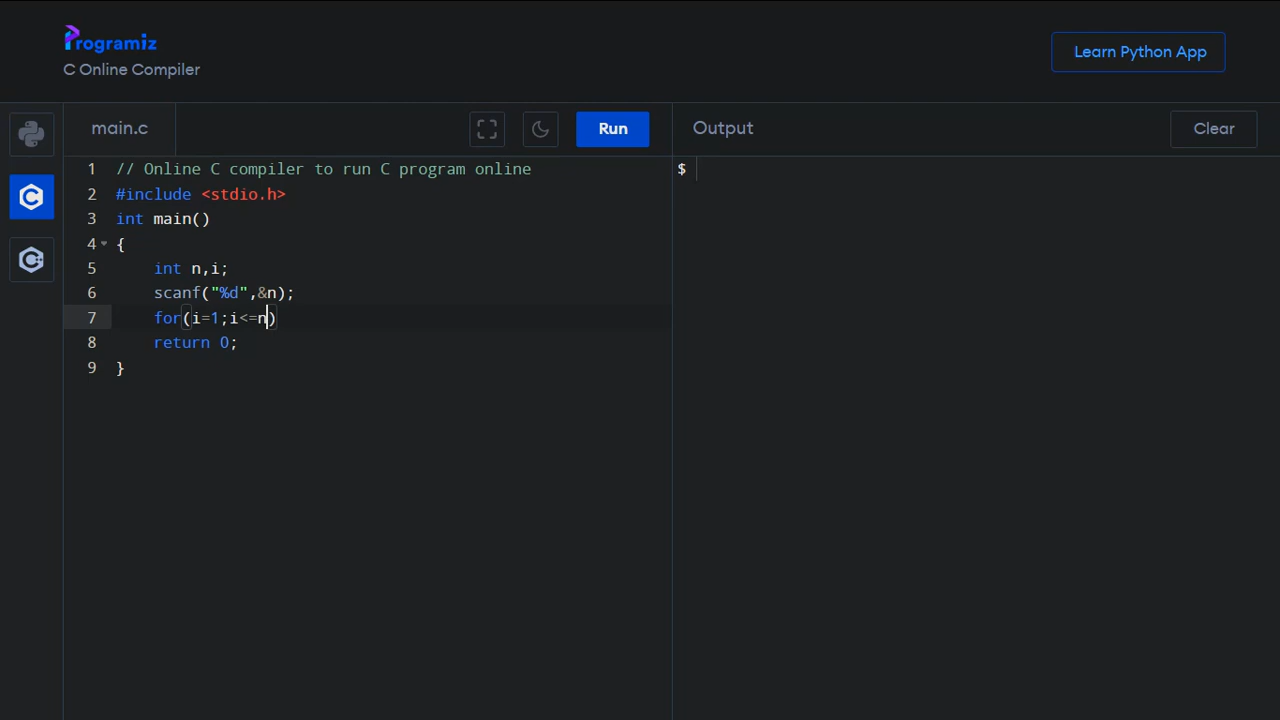 Programiz
C Online Compiler
Learn Python App
main.c
Run
Output
Clear
1 // Online C compiler to run C program online
2 #include <stdio.h>
3 int main()
4 {
5 int n,i;
6 scanf("%d",&n);
7 for(i=1;i<=n)
8 return 0;
9 }
$